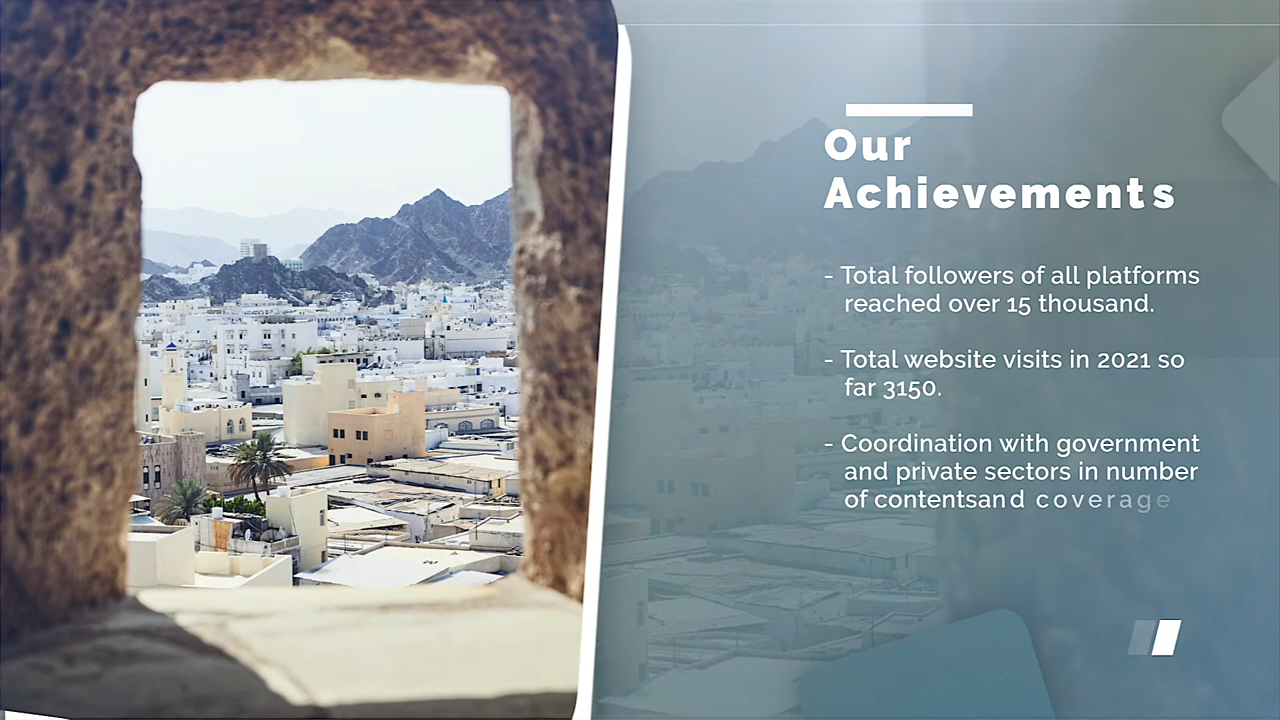 Our
Achievements
- Total followers of all platforms
reached over 15 thousand.
- Total website visits in 2021 so
far 3150.
- Coordination with government
and private sectors in number
of contentsand coverage